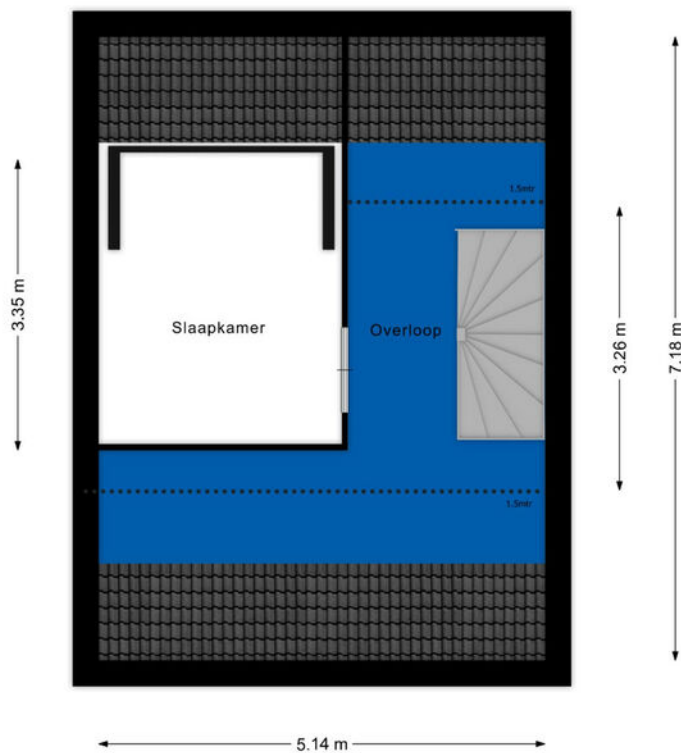 1.5mtr
3.35 m
Slaapkamer
Overloop
3.26 m
7.18 m
1.5mtr
5.14 m